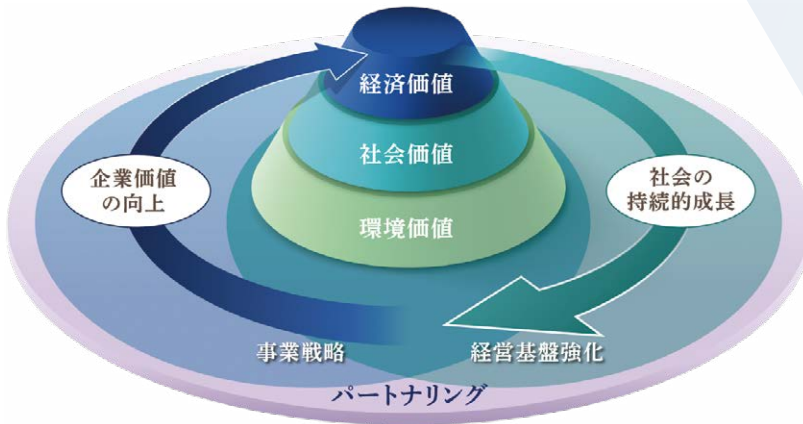 経済価値
社会価値
環境価値
企業価値
の向上
社会の
持続的成長
事業戦略
経営基盤強化
パートナリング